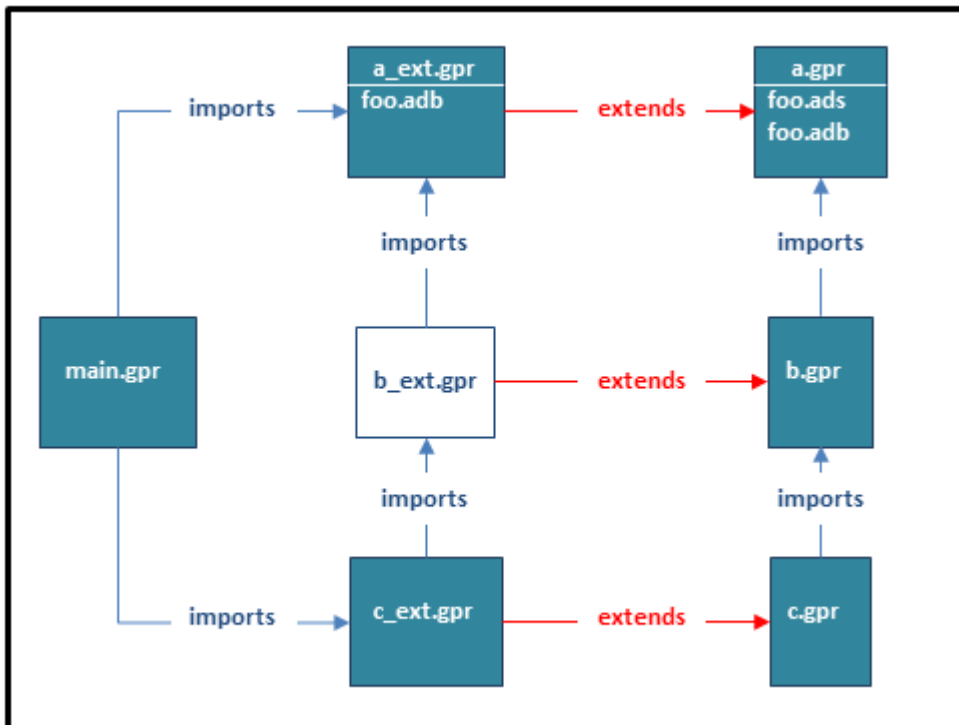 a_ext.gpr
a.gpr
foo.adb
foo.ads
foo.adb
imports
extends
imports
imports
main.gpr
b_ext.gpr
extends
b.gpr
imports
imports
imports
c_ext.gpr
extends
c.gpr